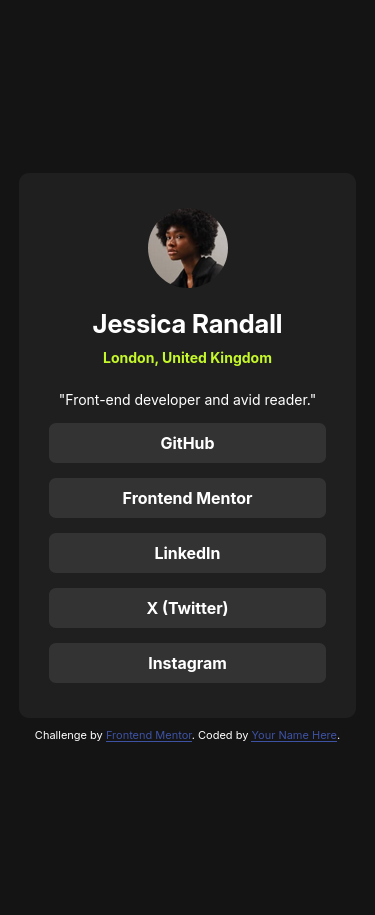 Jessica Randall
London, United Kingdom
"Front-end developer and avid reader."
GitHub
Frontend Mentor
LinkedIn
X (Twitter)
Instagram
Challenge by Frontend Mentor. Coded by Your Name Here.